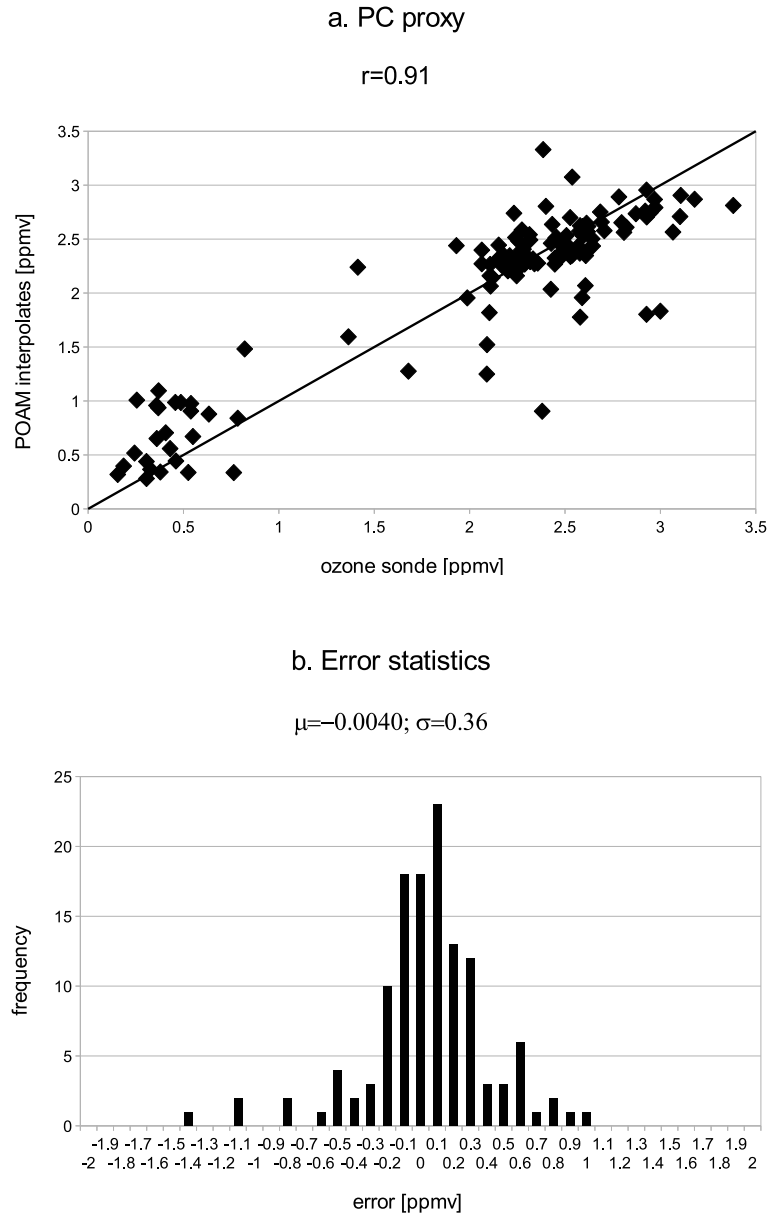 a. PC proxy
r=0.91
3.5
3
2.5
2
1.5
1
0.5
0
POAM interpolates [ppmv]
0 0.5 1 1.5 2 2.5 3 3.5
ozone sonde [ppmv]
b. Error statistics
μ=−0.0040; σ=0.36
25
20
15
10
5
0
frequency
-1.9 -1.7 -1.5 -1.3 -1.1 -0.9 -0.7 -0.5 -0.3 -0.1 0.1 0.3 0.5 0.7 0.9 1.1 1.3 1.5 1.7 1.9
-2 -1.8 -1.6 -1.4 -1.2 -1 -0.8 -0.6 -0.4 -0.2 0 0.2 0.4 0.6 0.8 1 1.2 1.4 1.6 1.8 2
error [ppmv]